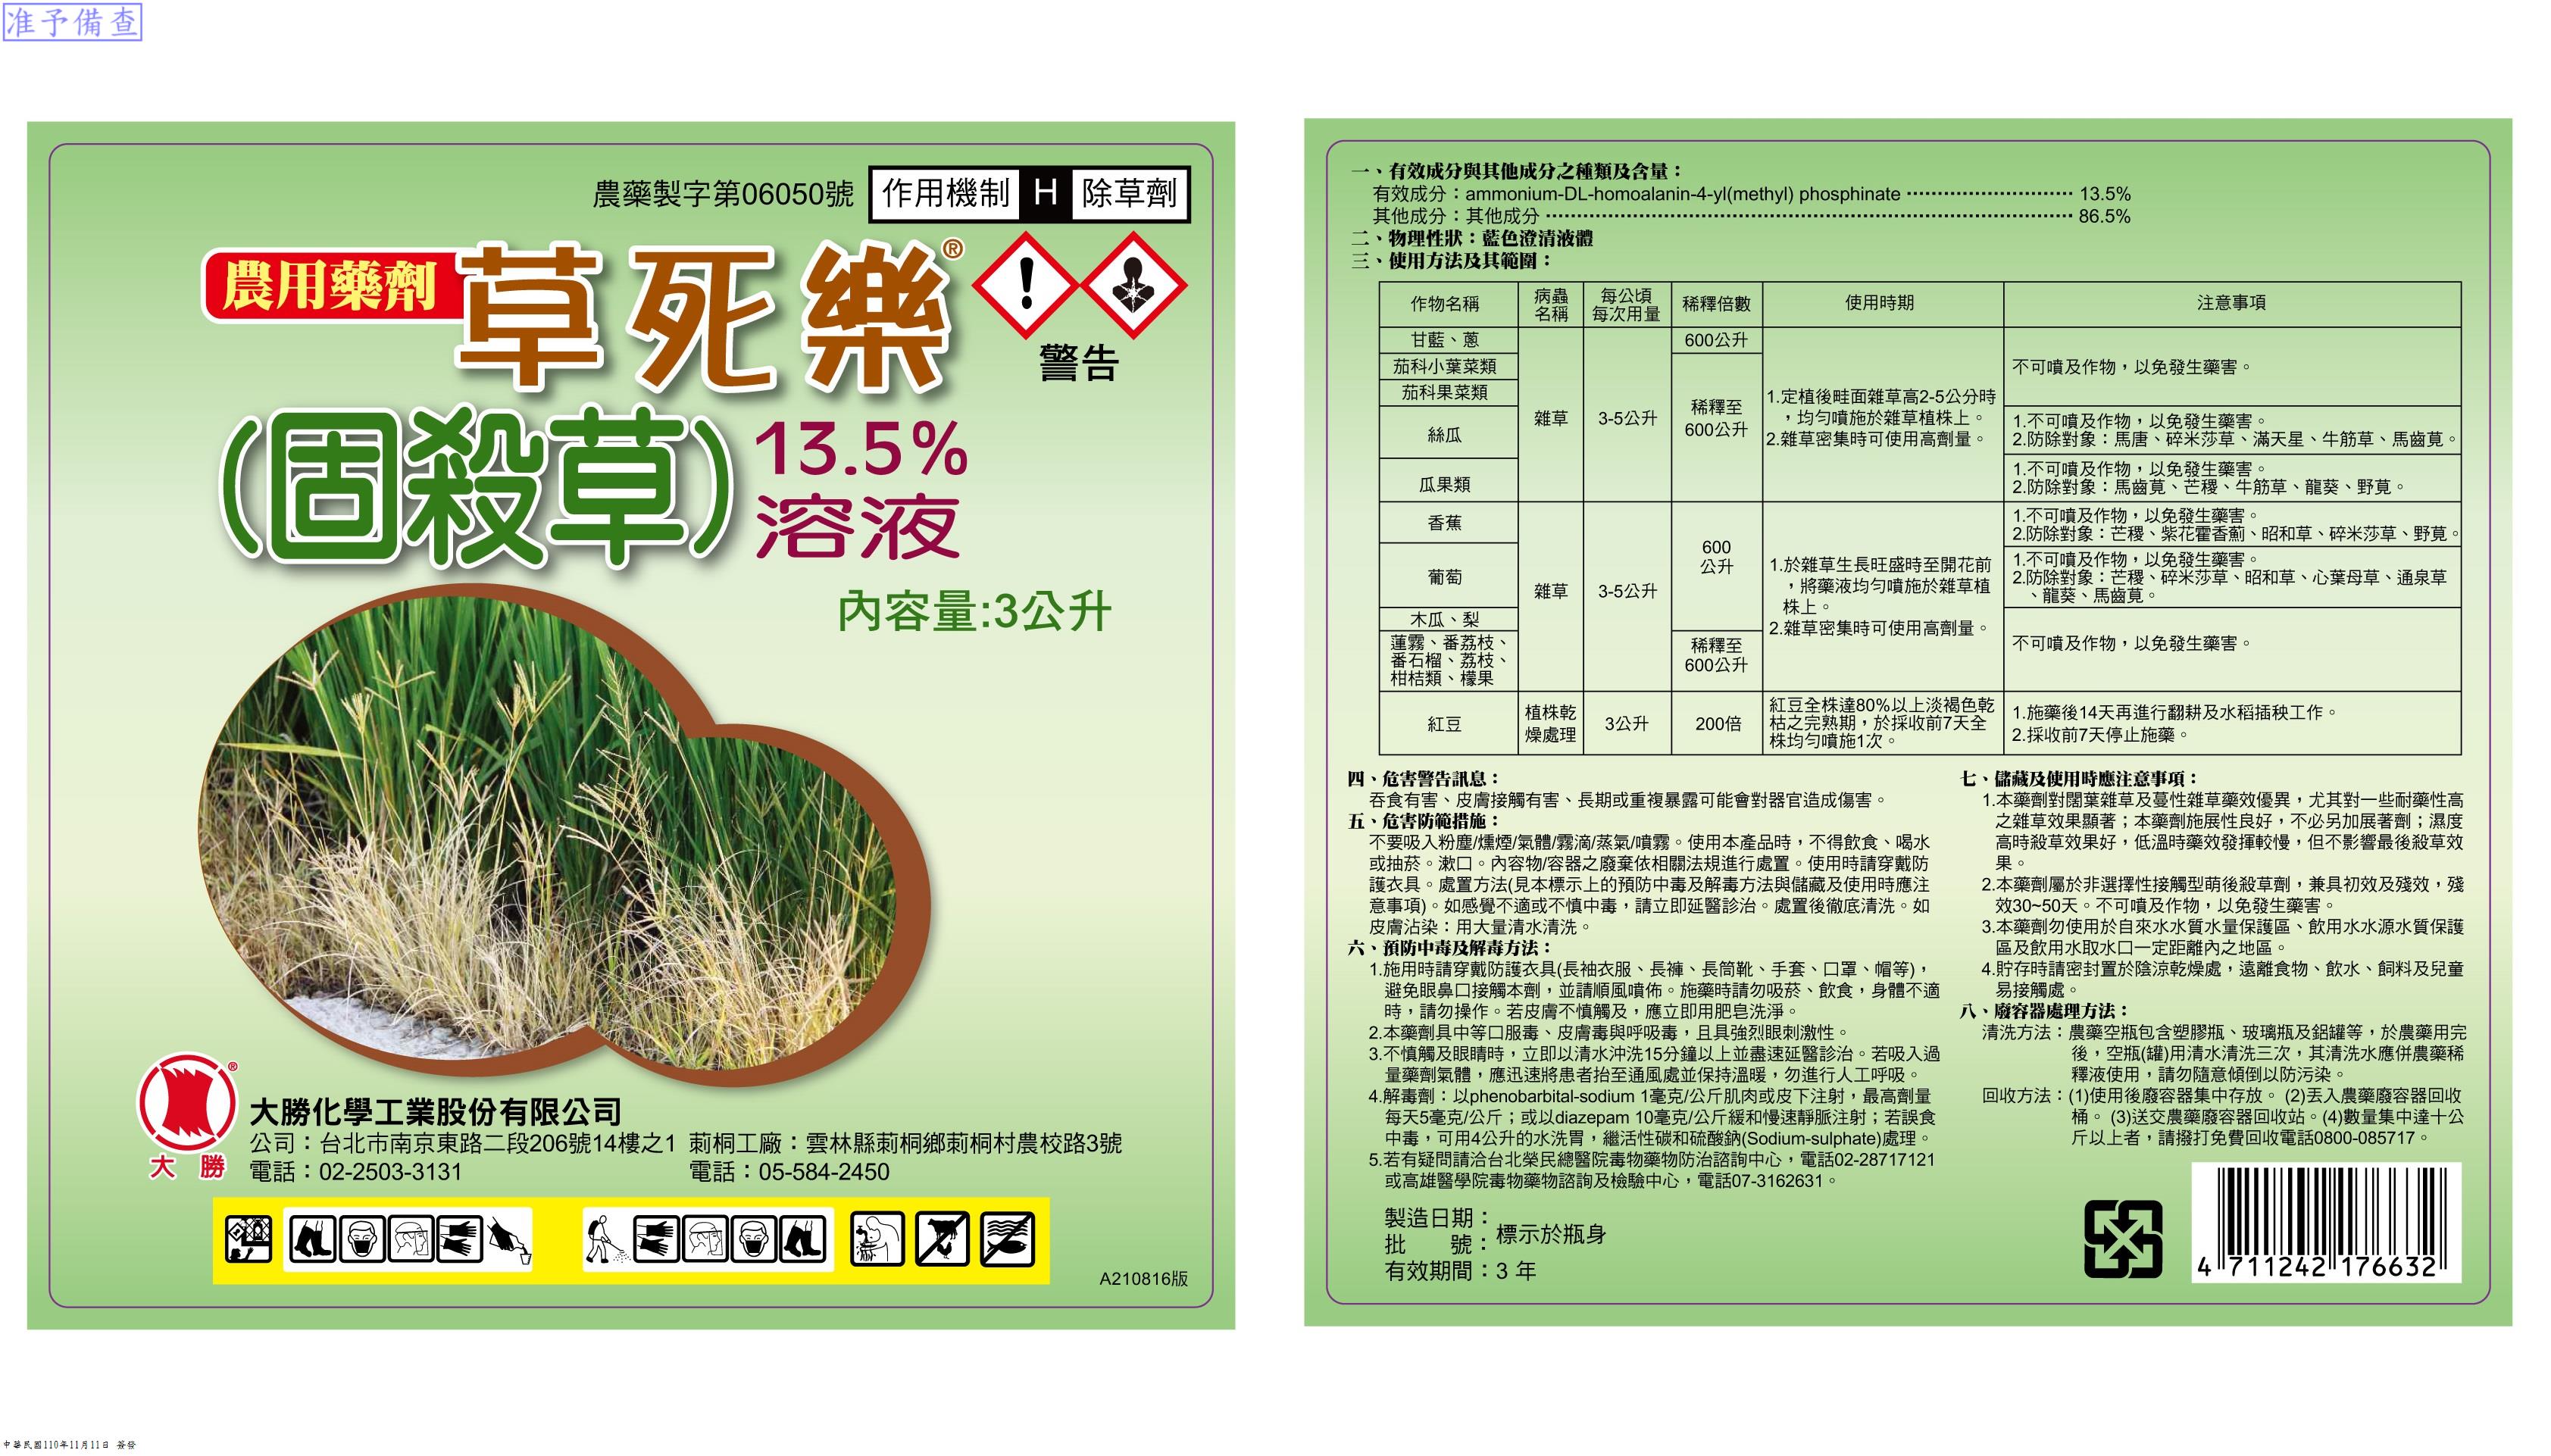 准予備查
農藥製字第06050號
作用機制 H 除草劑
農用藥劑
草死樂®
警告
(固殺草)
13.5%
溶液
內容量:3公升
®
大勝
大勝化學工業股份有限公司
公司：台北市南京東路二段206號14樓之1 莿桐工廠：雲林縣莿桐鄉莿桐村農校路3號
電話：02-2503-3131 電話：05-584-2450
A210816版
一、有效成分與其他成分之種類及含量：
有效成分：ammonium-DL-homoalanin-4-yl(methyl) phosphinate ⋯⋯⋯⋯⋯⋯⋯⋯⋯ 13.5%
其他成分：其他成分 ⋯⋯⋯⋯⋯⋯⋯⋯⋯⋯⋯⋯⋯⋯⋯⋯⋯⋯⋯⋯⋯⋯⋯⋯⋯ 86.5%
二、物理性狀：藍色澄清液體
三、使用方法及其範圍：
作物名稱 病蟲名稱 每公頃每次用量 稀釋倍數 使用時期 注意事項
甘藍、蔥
茄科小葉菜類
茄科果菜類
絲瓜
瓜果類
雜草
3-5公升
600公升
稀釋至
600公升
1.定植後畦面雜草高2-5公分時
，均勻噴施於雜草植株上。
2.雜草密集時可使用高劑量。
不可噴及作物，以免發生藥害。
1.不可噴及作物，以免發生藥害。
2.防除對象：馬唐、碎米莎草、滿天星、牛筋草、馬齒莧。
1.不可噴及作物，以免發生藥害。
2.防除對象：馬齒莧、芒稷、牛筋草、龍葵、野莧。
香蕉
葡萄
木瓜、梨
蓮霧、番荔枝、
番石榴、荔枝、
柑桔類、檬果
雜草
3-5公升
600
公升
稀釋至
600公升
1.於雜草生長旺盛時至開花前
，將藥液均勻噴施於雜草植
株上。
2.雜草密集時可使用高劑量。
1.不可噴及作物，以免發生藥害。
2.防除對象：芒稷、紫花霍香薊、昭和草、碎米莎草、野莧。
1.不可噴及作物，以免發生藥害。
2.防除對象：芒稷、碎米莎草、昭和草、心葉母草、通泉草
、龍葵、馬齒莧。
不可噴及作物，以免發生藥害。
紅豆
植株乾
燥處理
3公升
200倍
紅豆全株達80%以上淡褐色乾
枯之完熟期，於採收前7天全
株均勻噴施1次。
1.施藥後14天再進行翻耕及水稻插秧工作。
2.採收前7天停止施藥。
四、危害警告訊息：
吞食有害、皮膚接觸有害、長期或重複暴露可能會對器官造成傷害。
五、危害防範措施：
不要吸入粉塵/燻煙/氣體/霧滴/蒸氣/噴霧。使用本產品時，不得飲食、喝水
或抽菸。漱口。內容物/容器之廢棄依相關法規進行處置。使用時請穿戴防
護衣具。處置方法(見本標示上的預防中毒及解毒方法與儲藏及使用時應注
意事項)。如感覺不適或不慎中毒，請立即延醫診治。處置後徹底清洗。如
皮膚沾染：用大量清水清洗。
六、預防中毒及解毒方法：
1.施用時請穿戴防護衣具(長袖衣服、長褲、長筒靴、手套、口罩、帽等)，
避免眼鼻口接觸本劑，並請順風噴佈。施藥時請勿吸菸、飲食，身體不適
時，請勿操作。若皮膚不慎觸及，應立即用肥皂洗淨。
2.本藥劑具中等口服毒、皮膚毒與呼吸毒，且具強烈眼刺激性。
3.不慎觸及眼睛時，立即以清水沖洗15分鐘以上並盡速延醫診治。若吸入過
量藥劑氣體，應迅速將患者抬至通風處並保持溫暖，勿進行人工呼吸。
4.解毒劑：以phenobarbital-sodium 1毫克/公斤肌肉或皮下注射，最高劑量
每天5毫克/公斤；或以diazepam 10毫克/公斤緩和慢速靜脈注射；若誤食
中毒，可用4公升的水洗胃，繼活性碳和硫酸鈉(Sodium-sulphate)處理。
5.若有疑問請洽台北榮民總醫院毒物藥物防治諮詢中心，電話02-28717121
或高雄醫學院毒物藥物諮詢及檢驗中心，電話07-3162631。
製造日期：
批 號：標示於瓶身
有效期間：3 年
七、儲藏及使用時應注意事項：
1.本藥劑對闊葉雜草及蔓性雜草藥效優異，尤其對一些耐藥性高
之雜草效果顯著；本藥劑施展性良好，不必另加展著劑；濕度
高時殺草效果好，低溫時藥效發揮較慢，但不影響最後殺草效
果。
2.本藥劑屬於非選擇性接觸型萌後殺草劑，兼具初效及殘效，殘
效30~50天。不可噴及作物，以免發生藥害。
3.本藥劑勿使用於自來水水質水量保護區、飲用水水源水質保護
區及飲用水取水口一定距離內之地區。
4.貯存時請密封置於陰涼乾燥處，遠離食物、飲水、飼料及兒童
易接觸處。
八、廢容器處理方法：
清洗方法：農藥空瓶包含塑膠瓶、玻璃瓶及鋁罐等，於農藥用完
後，空瓶(罐)用清水清洗三次，其清洗水應併農藥稀
釋液使用，請勿隨意傾倒以防污染。
回收方法：(1)使用後廢容器集中存放。(2)丟入農藥廢容器回收
桶。 (3)送交農藥廢容器回收站。(4)數量集中達十公
斤以上者，請撥打免費回收電話0800-085717。
4 711242 176632
中華民國110年11月11日 簽發